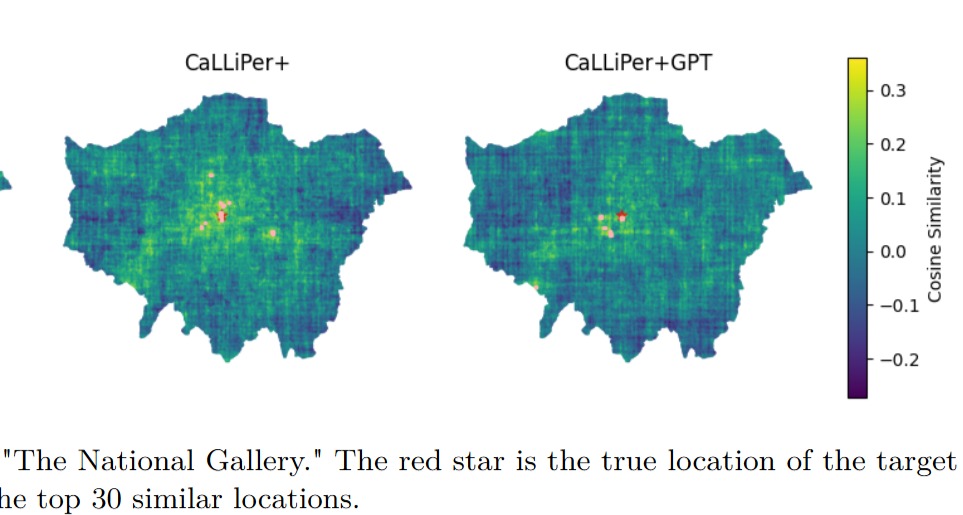 CaLLiPer+
CaLLiPer+GPT
0.3
0.2
0.1
0.0
−0.1
−0.2
Cosine Similarity
"The National Gallery." The red star is the true location of the target
the top 30 similar locations.